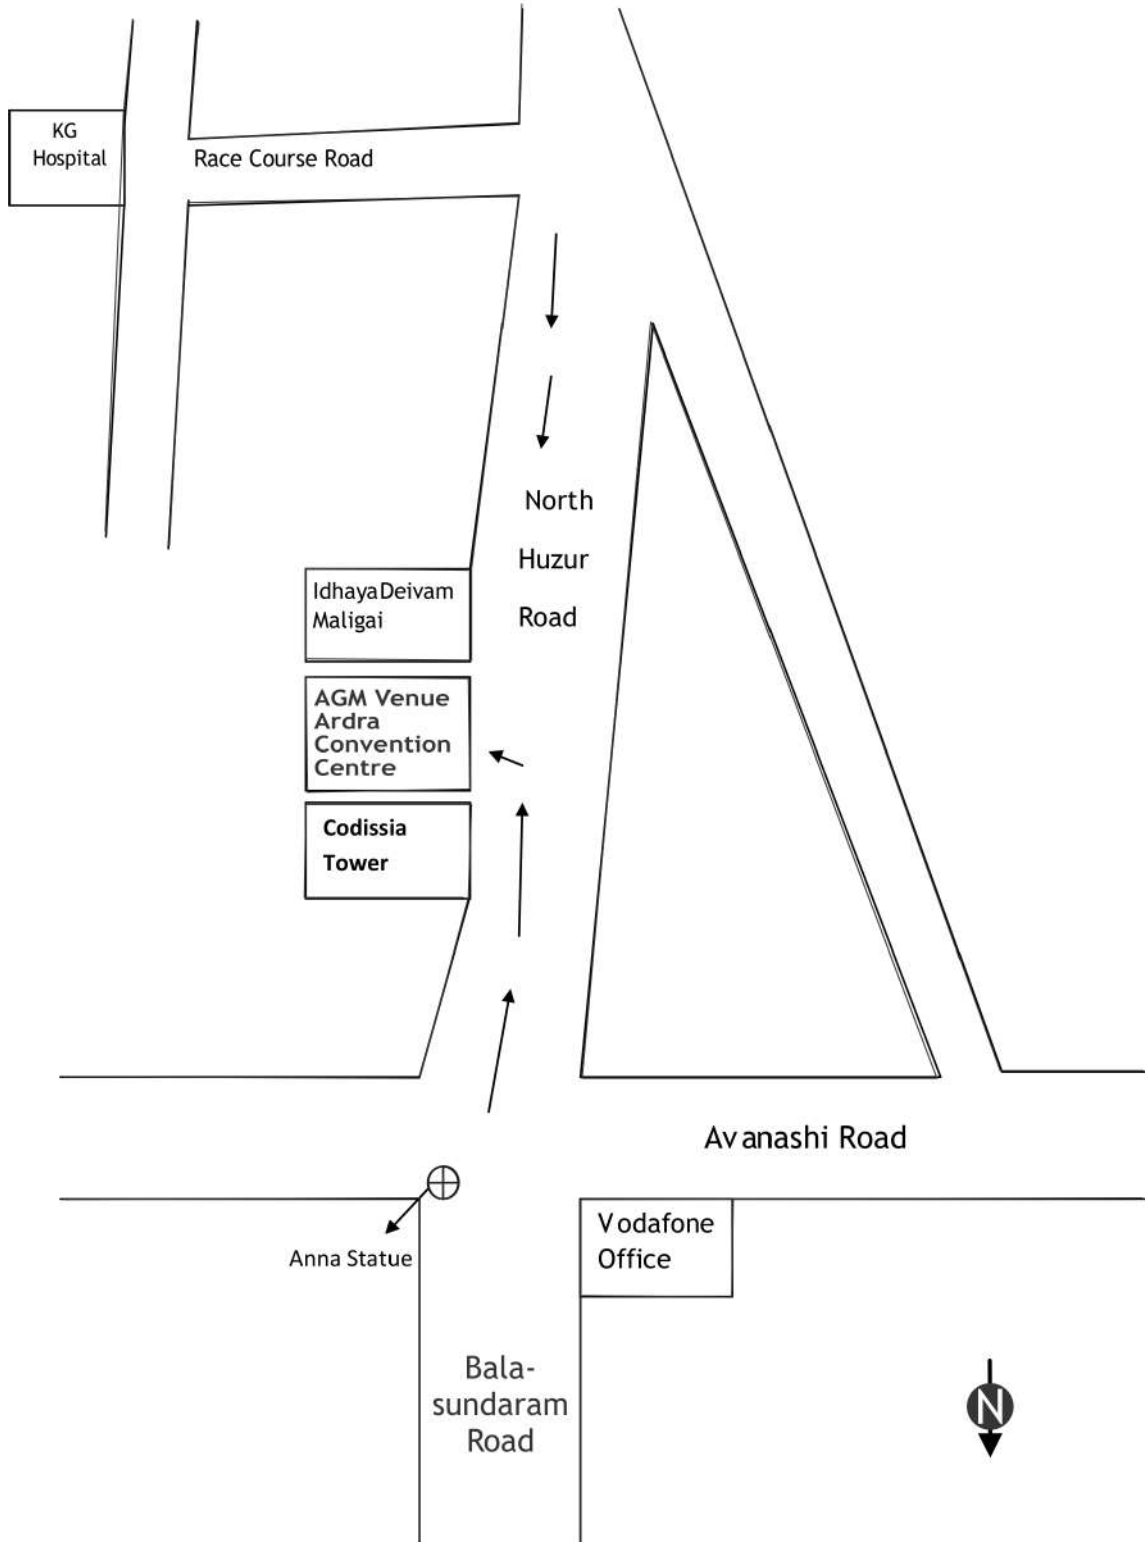 KG
Hospital
Race Course Road
North
Huzur
Road
IdhayaDeivam
Maligai
AGM Venue
Ardra
Convention
Centre
Codissia
Tower
Avanashi Road
Anna Statue
Vodafone
Office
Bala-
sundaram
Road
N